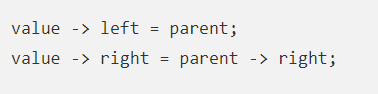 value -> left = parent;
value -> right = parent -> right;